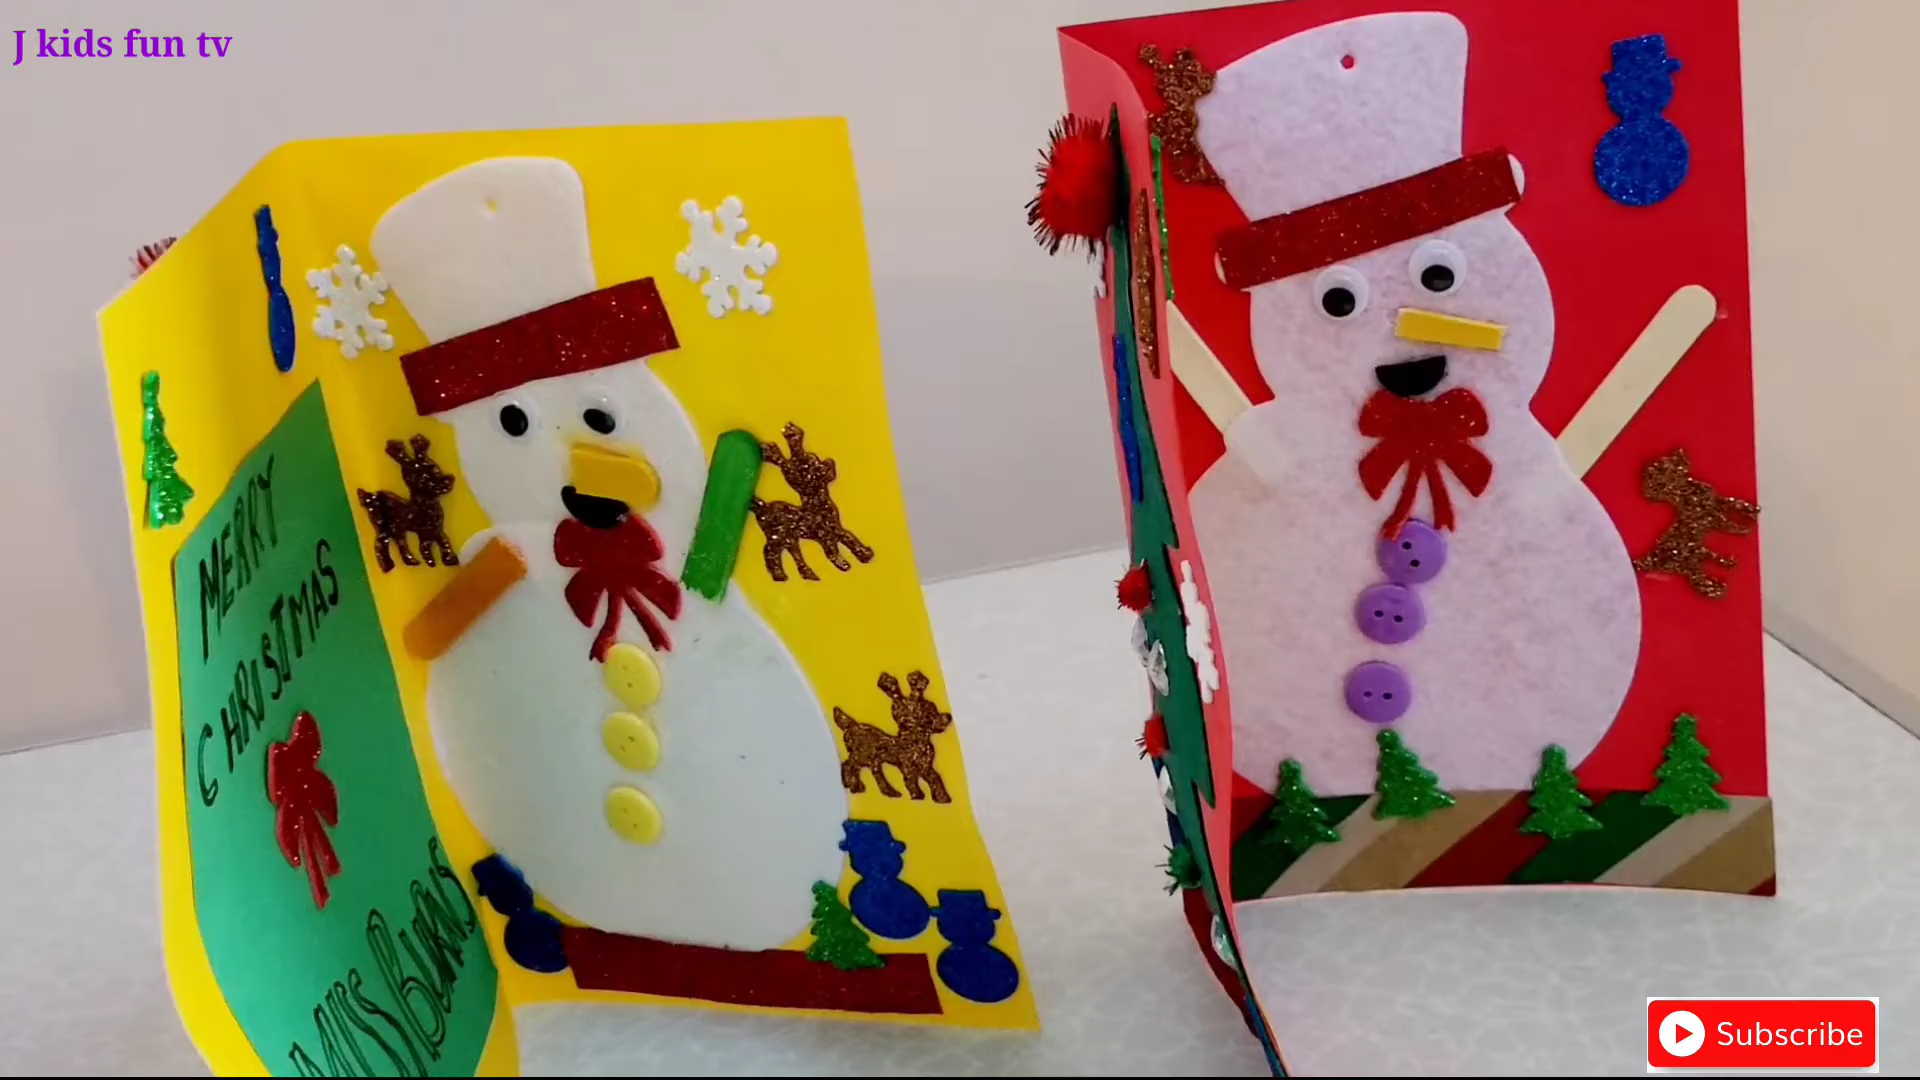 J kids fun tv
MERRY
CHRISTMAS
MISS BURNS
Subscribe